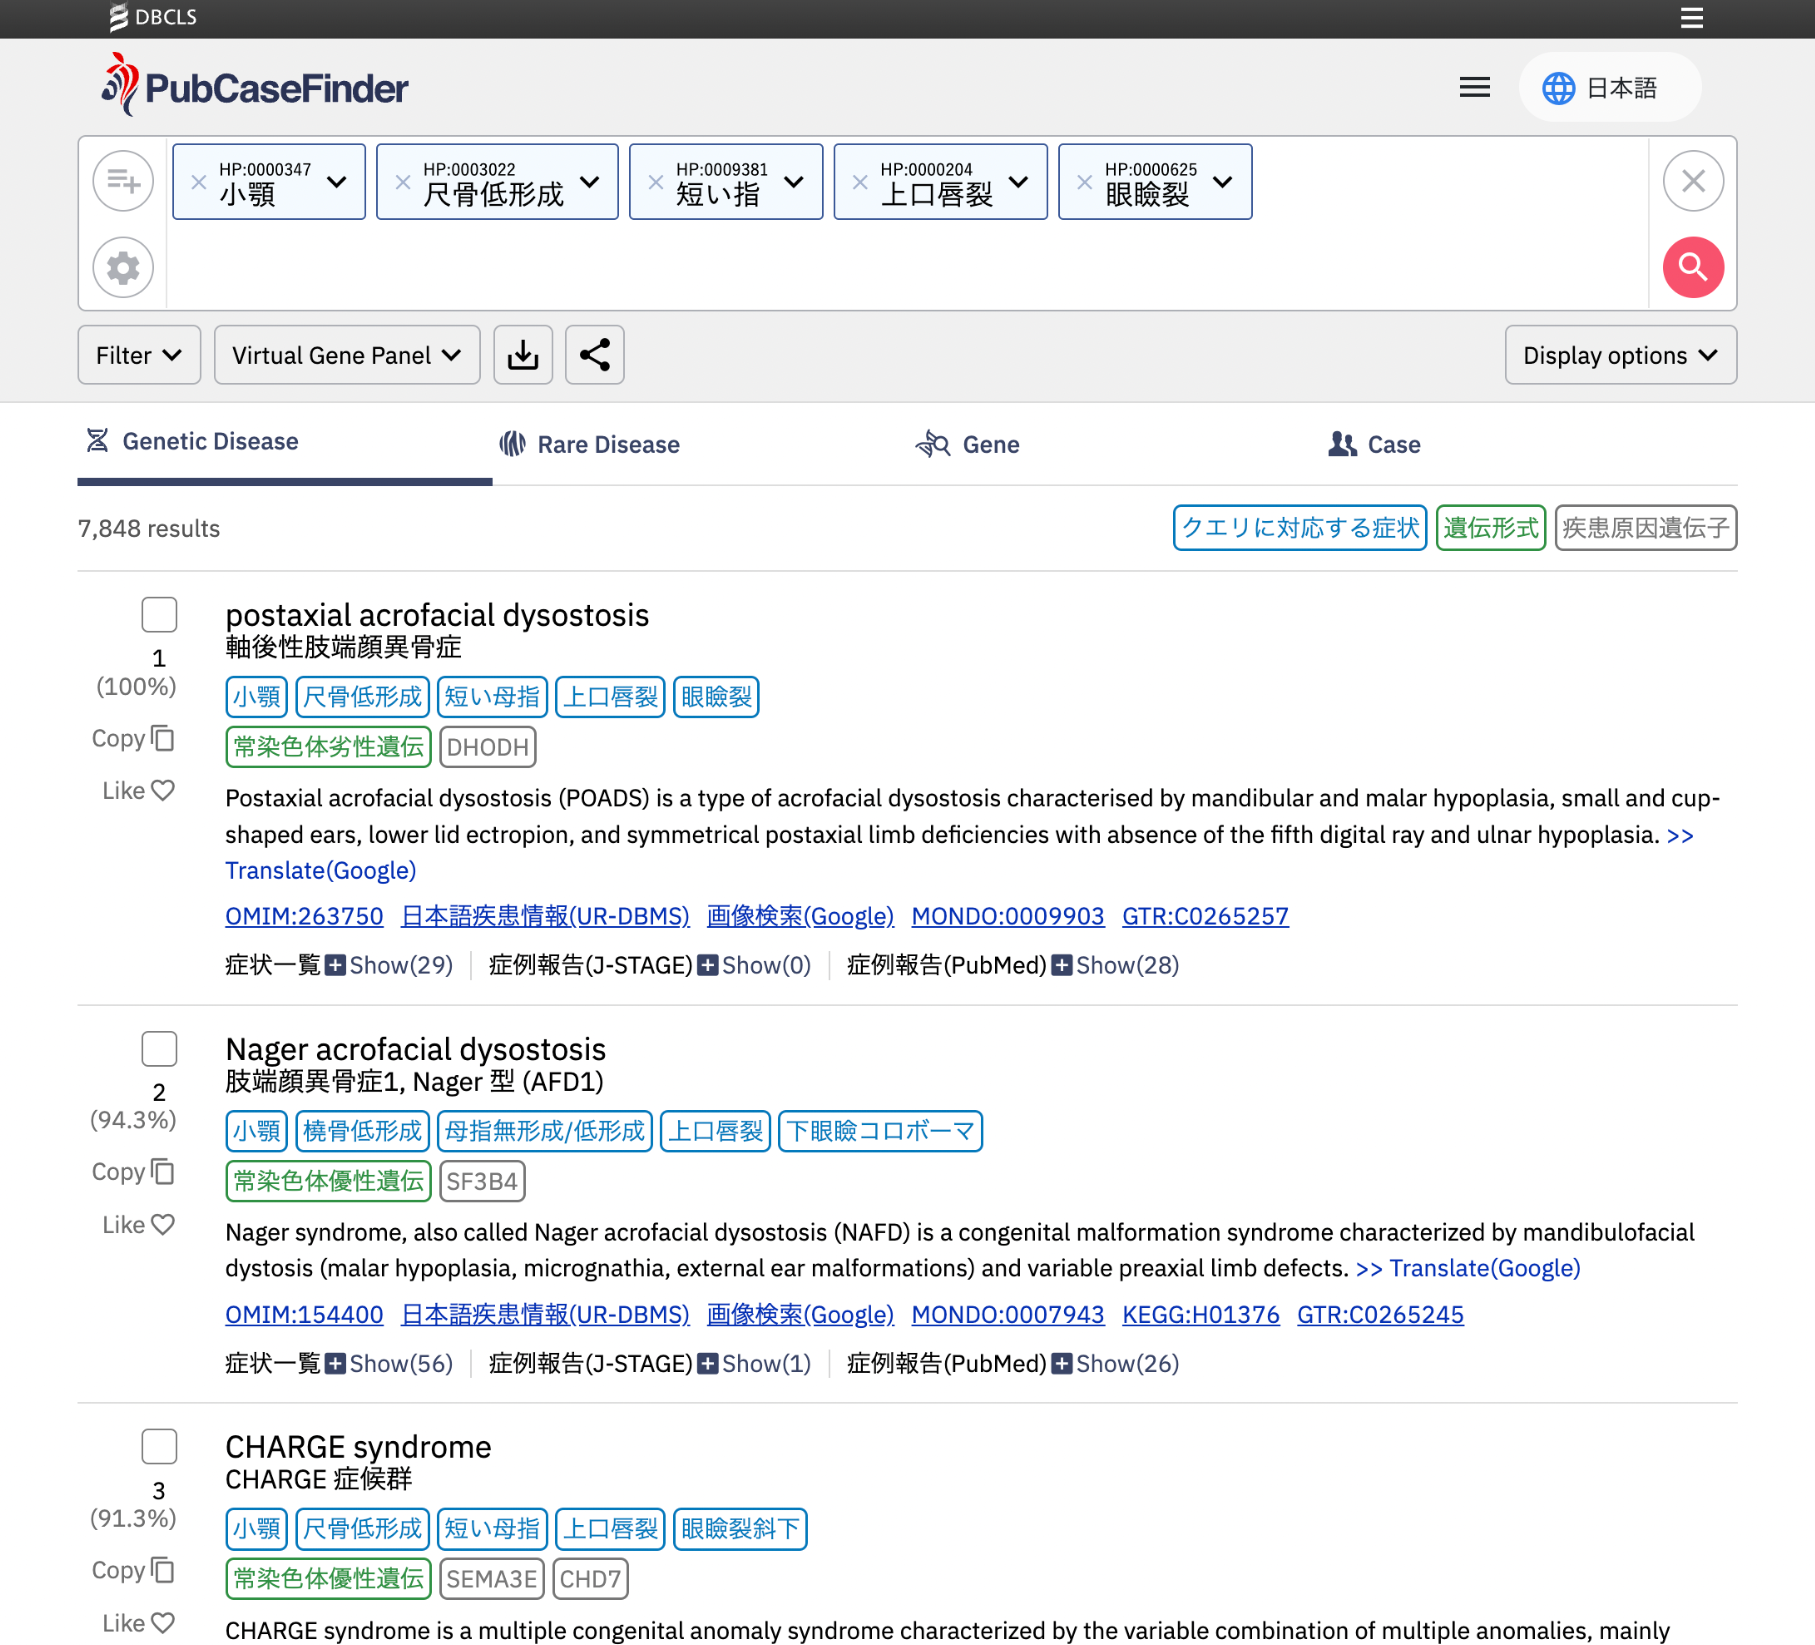 DBCLS
PubCaseFinder
日本語
HP:0000347
小顎
HP:0003022
尺骨低形成
HP:0009381
短い指
HP:0000204
上口唇裂
HP:0000625
眼瞼裂
Filter
Virtual Gene Panel
Display options
Genetic Disease
Rare Disease
Gene
Case
7,848 results
クエリに対応する症状 遺伝形式 疾患原因遺伝子
1
(100%)
Copy
Like
postaxial acrofacial dysostosis
軸後性肢端顔異骨症
小顎 尺骨低形成 短い母指 上口唇裂 眼瞼裂
常染色体劣性遺伝 DHODH
Postaxial acrofacial dysostosis (POADS) is a type of acrofacial dysostosis characterised by mandibular and malar hypoplasia, small and cup-
shaped ears, lower lid ectropion, and symmetrical postaxial limb deficiencies with absence of the fifth digital ray and ulnar hypoplasia. >>
Translate(Google)
OMIM:263750 日本語疾患情報(UR-DBMS) 画像検索(Google) MONDO:0009903 GTR:C0265257
症状一覧 Show(29) 症例報告(J-STAGE) Show(0) 症例報告(PubMed) Show(28)
2
(94.3%)
Copy
Like
Nager acrofacial dysostosis
肢端顔異骨症1, Nager 型 (AFD1)
小顎 橈骨低形成 母指無形成/低形成 上口唇裂 下眼瞼コロボーマ
常染色体優性遺伝 SF3B4
Nager syndrome, also called Nager acrofacial dysostosis (NAFD) is a congenital malformation syndrome characterized by mandibulofacial
dystosis (malar hypoplasia, micrognathia, external ear malformations) and variable preaxial limb defects. >> Translate(Google)
OMIM:154400 日本語疾患情報(UR-DBMS) 画像検索(Google) MONDO:0007943 KEGG:H01376 GTR:C0265245
症状一覧 Show(56) 症例報告(J-STAGE) Show(1) 症例報告(PubMed) Show(26)
3
(91.3%)
Copy
Like
CHARGE syndrome
CHARGE 症候群
小顎 尺骨低形成 短い母指 上口唇裂 眼瞼裂斜下
常染色体優性遺伝 SEMA3E CHD7
CHARGE syndrome is a multiple congenital anomaly syndrome characterized by the variable combination of multiple anomalies, mainly